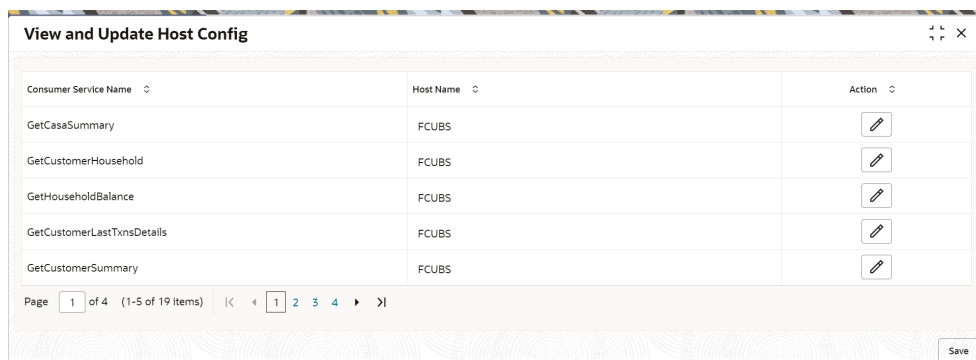 View and Update Host Config
Consumer Service Name Host Name Action
GetCasaSummary FCUBS
GetCustomerHousehold FCUBS
GetHouseholdBalance FCUBS
GetCustomerLastTxnsDetails FCUBS
GetCustomerSummary FCUBS
Page 1 of 4 (1-5 of 19 items) 1 2 3 4
Save